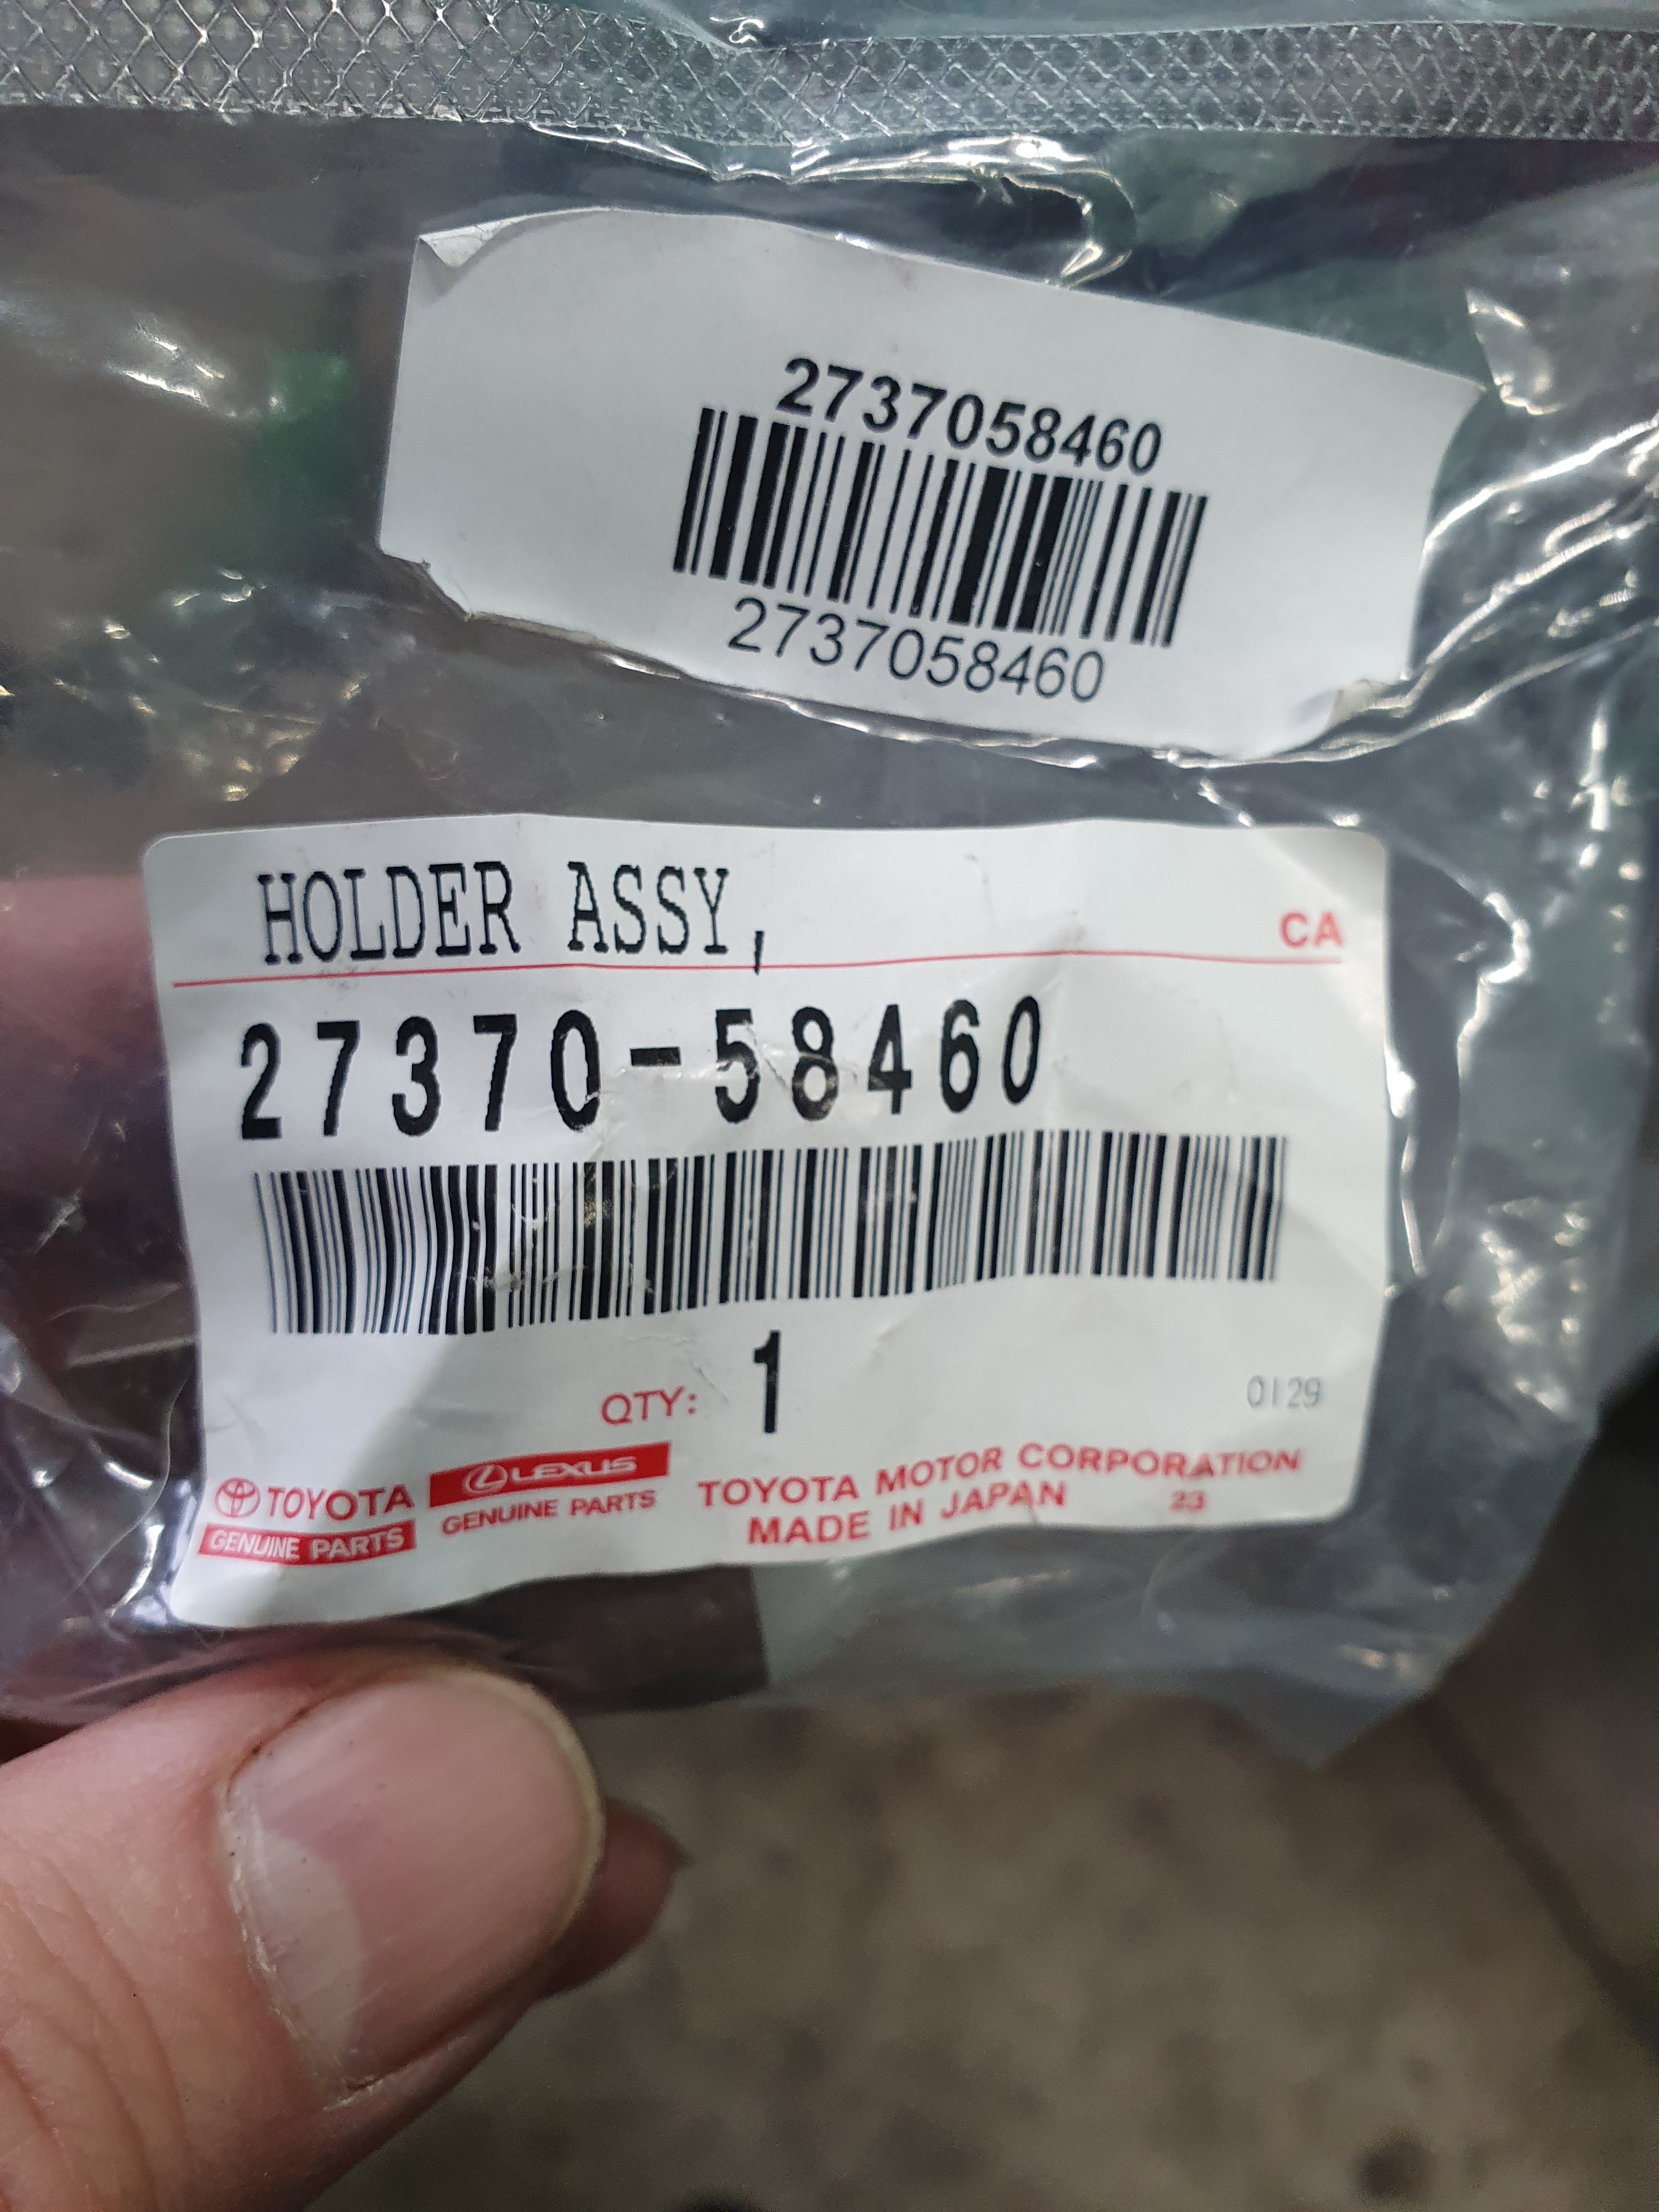 2737058460
2737058460
HOLDER ASSY,
CA
27370-58460
QTY: 1
0129
TOYOTA
GENUINE PARTS
LEXUS
GENUINE PARTS
TOYOTA MOTOR CORPORATION
MADE IN JAPAN 23